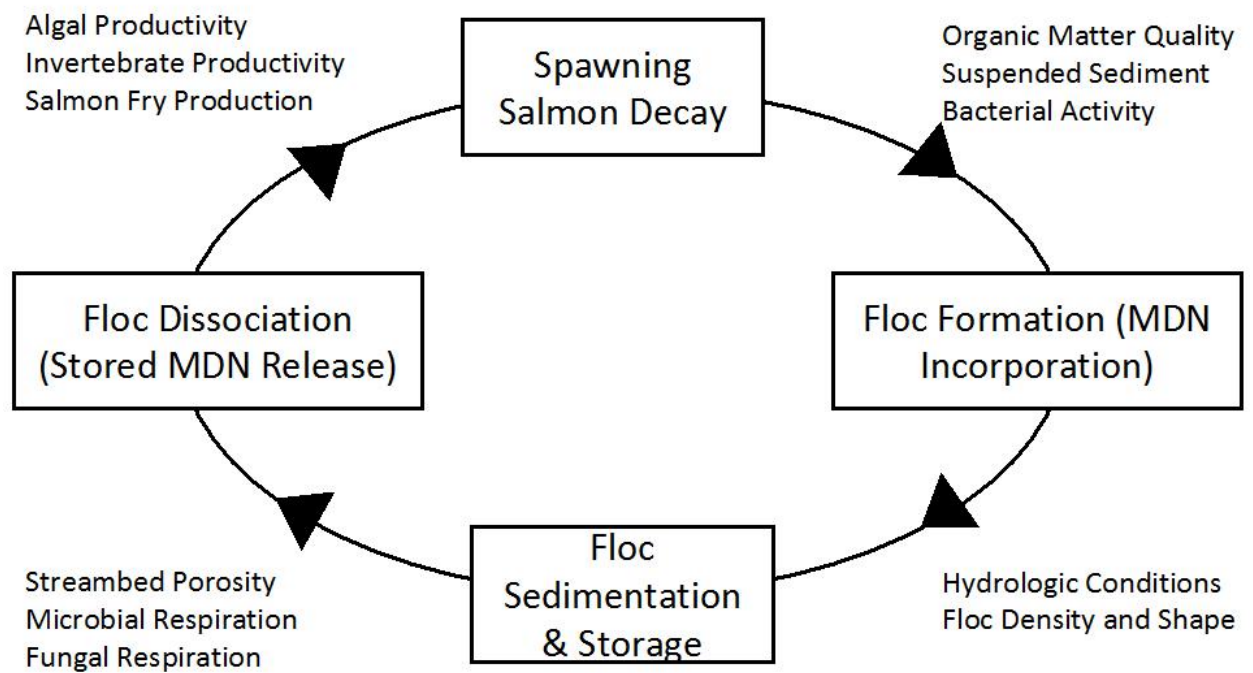 Algal Productivity
Invertebrate Productivity
Salmon Fry Production
Spawning
Salmon Decay
Organic Matter Quality
Suspended Sediment
Bacterial Activity
Floc Dissociation
(Stored MDN Release)
Floc Formation (MDN
Incorporation)
Streambed Porosity
Microbial Respiration
Fungal Respiration
Floc
Sedimentation
& Storage
Hydrologic Conditions
Floc Density and Shape